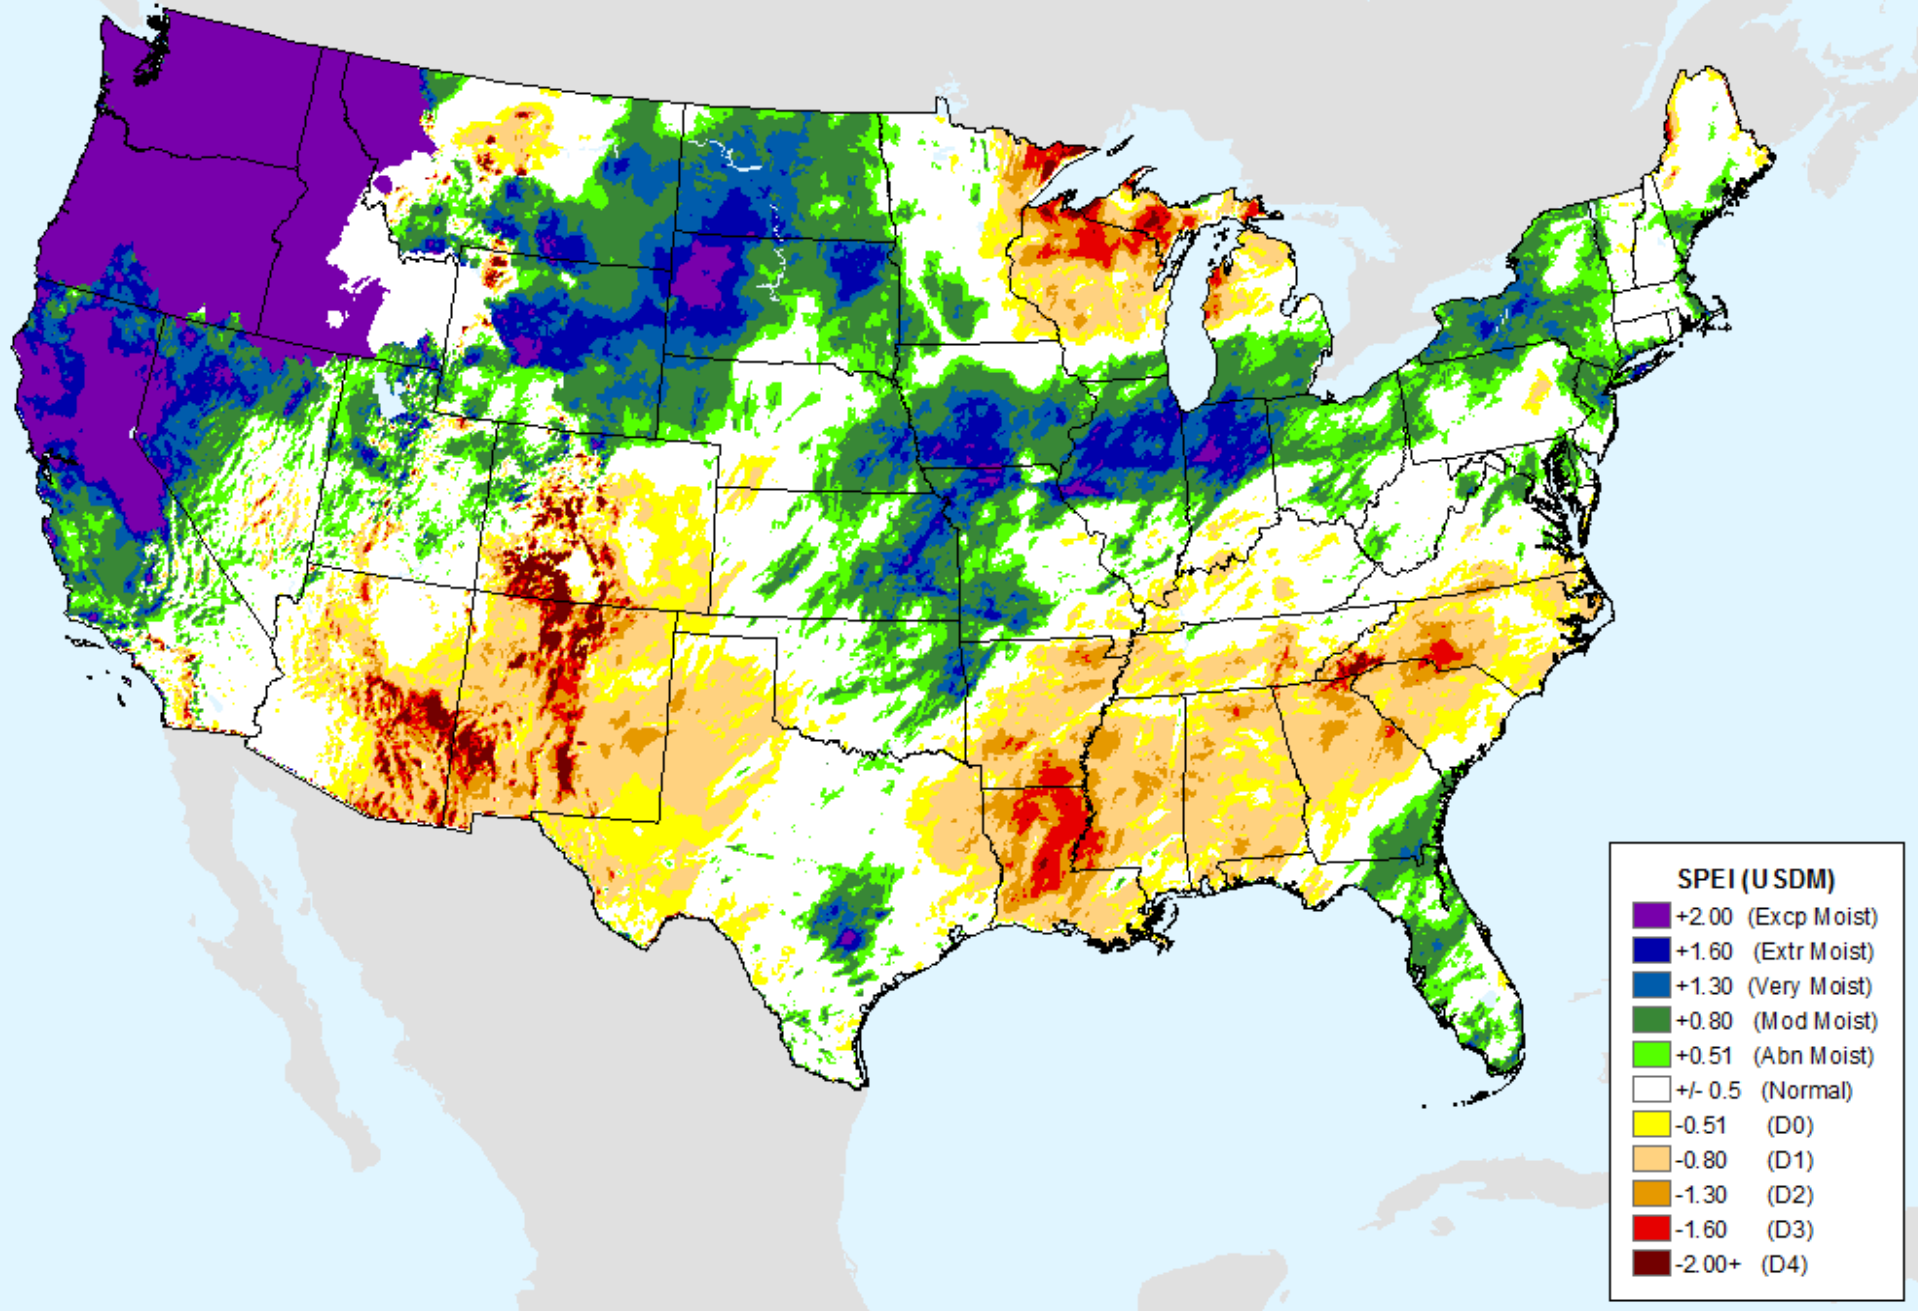 SPEI (USDM)
+2.00 (Excp Moist)
+1.60 (Extr Moist)
+1.30 (Very Moist)
+0.80 (Mod Moist)
+0.51 (Abn Moist)
+/- 0.5 (Normal)
-0.51 (D0)
-0.80 (D1)
-1.30 (D2)
-1.60 (D3)
-2.00+ (D4)